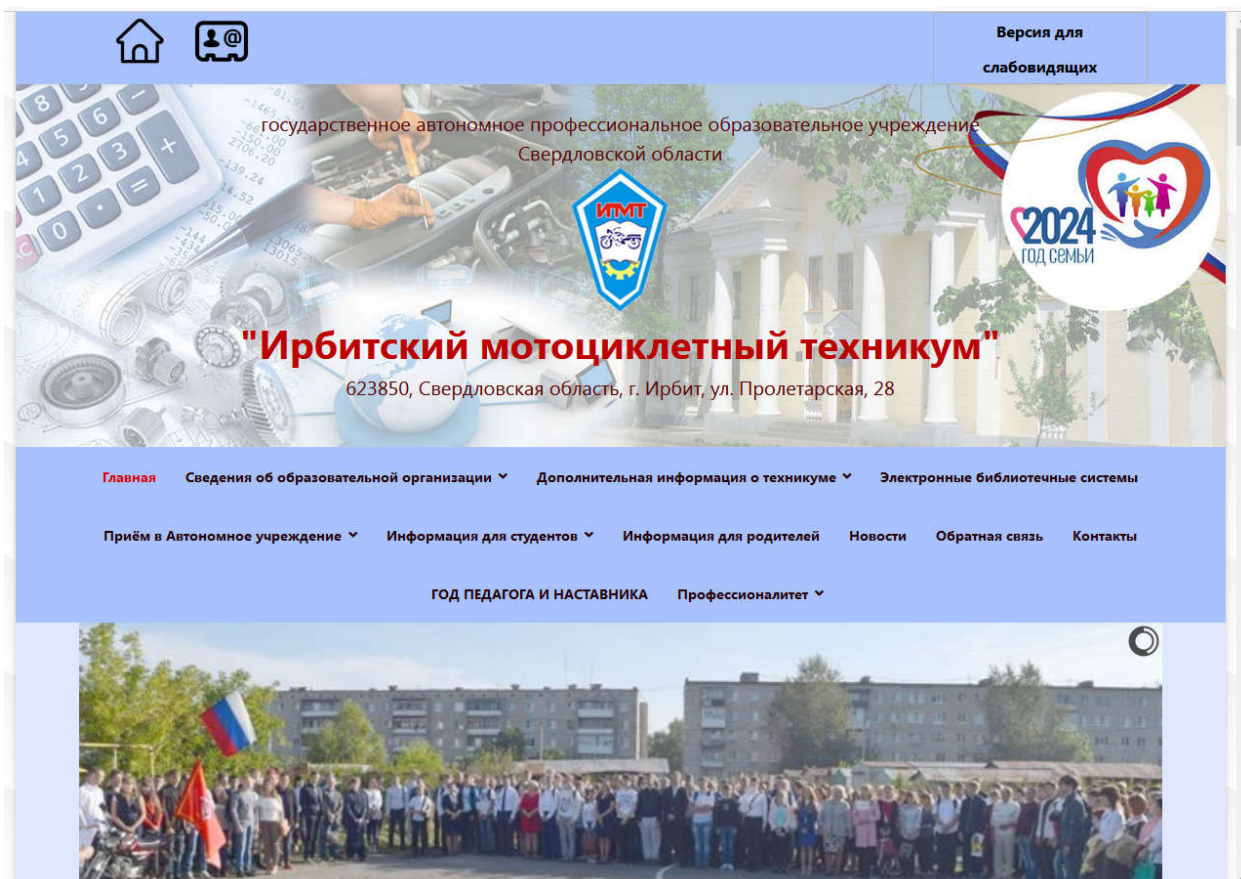 Версия для
слабовидящих
государственное автономное профессиональное образовательное учреждение
Свердловской области
ИМТ
2024
ГОД СЕМЬИ
"Ирбитский мотоциклетный техникум"
623850, Свердловская область, г. Ирбит, ул. Пролетарская, 28
Главная Сведения об образовательной организации Дополнительная информация о техникуме Электронные библиотечные системы
Приём в Автономное учреждение Информация для студентов Информация для родителей Новости Обратная связь Контакты
ГОД ПЕДАГОГА И НАСТАВНИКА Профессионалитет